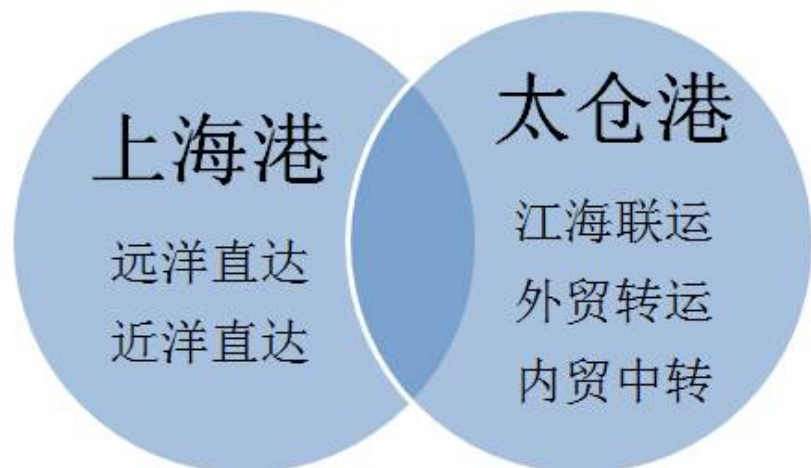 上海港
远洋直达
近洋直达
太仓港
江海联运
外贸转运
内贸中转